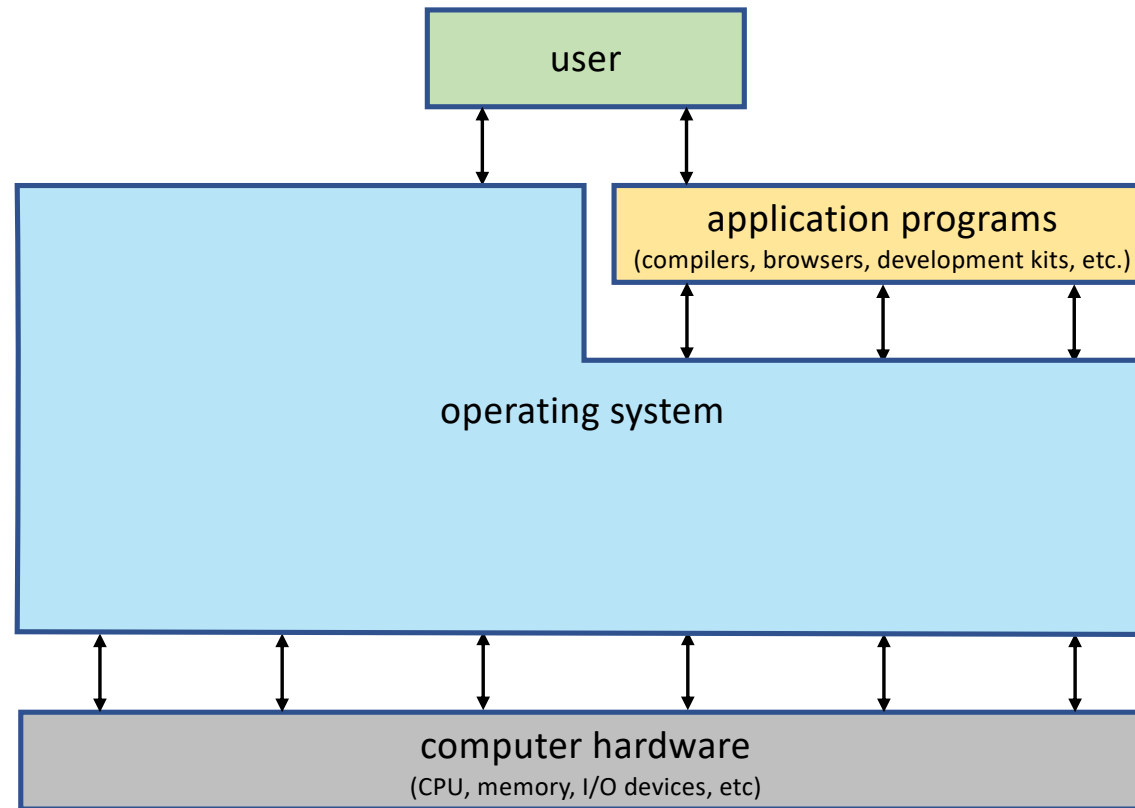 user
application programs
(compilers, browsers, development kits, etc.)
operating system
computer hardware
(CPU, memory, I/O devices, etc)